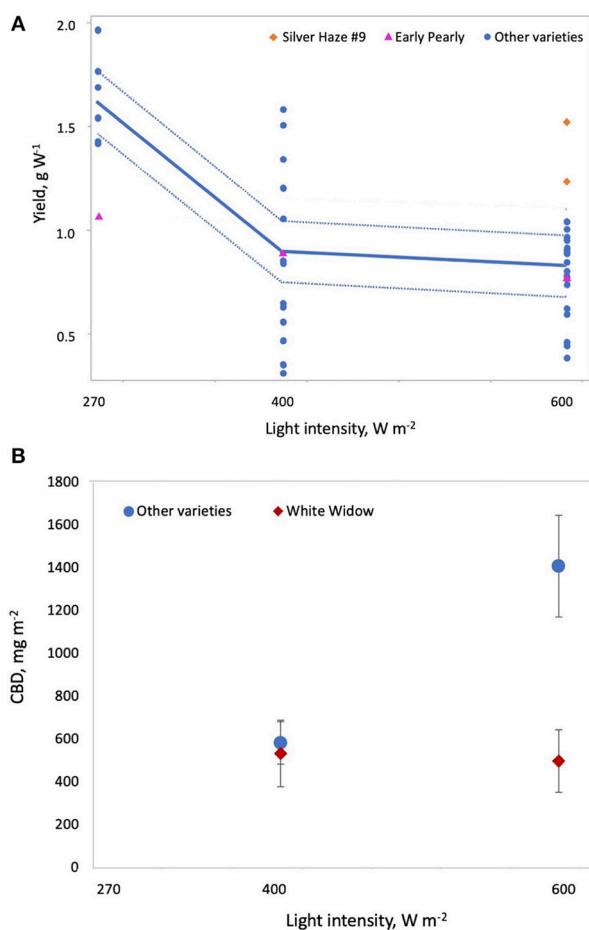 A
2.0
Silver Haze #9 Early Pearly Other varieties
1.5
Yield, g W⁻¹
1.0
0.5
270 400 600
Light intensity, W m⁻²
B
1800
Other varieties White Widow
1600
1400
1200
CBD, mg m⁻²
1000
800
600
400
200
0
270 400 600
Light intensity, W m⁻²